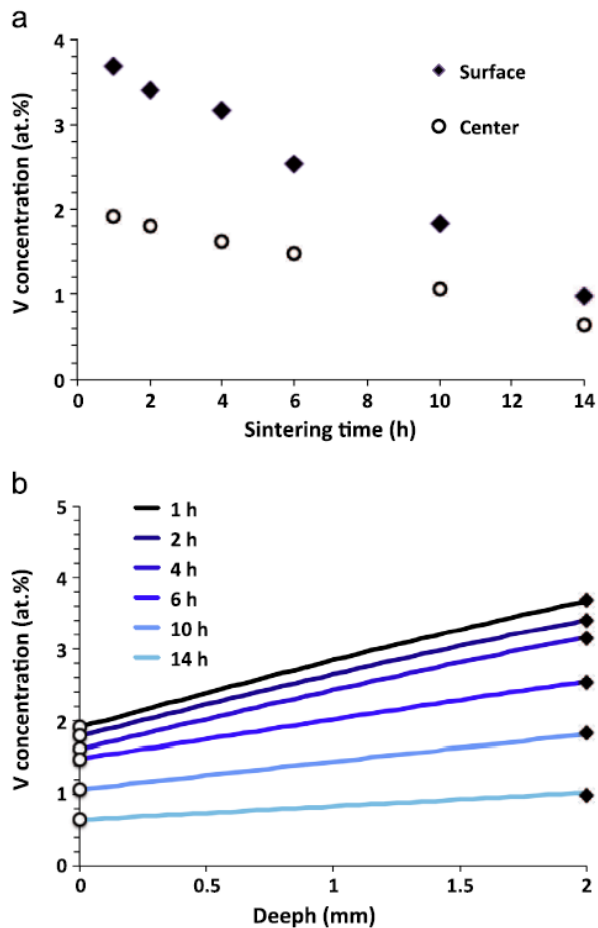 a
V concentration (at.%)
4
3
2
1
0
Surface
Center
0 2 4 6 8 10 12 14
Sintering time (h)
b
V concentration (at.%)
5
4
3
2
1
0
1 h
2 h
4 h
6 h
10 h
14 h
0 0.5 1 1.5 2
Deeph (mm)